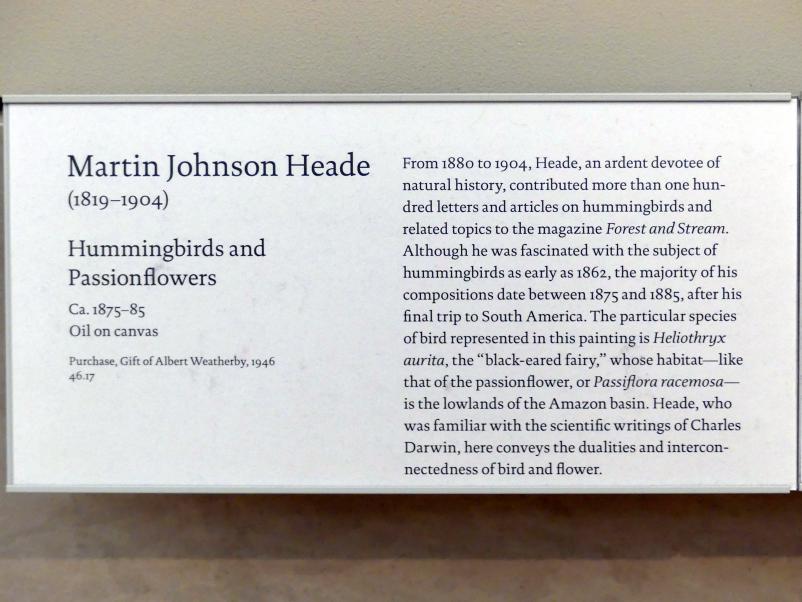 Martin Johnson Heade
(1819–1904)
Hummingbirds and
Passionflowers
Ca. 1875–85
Oil on canvas
Purchase, Gift of Albert Weatherby, 1946
46.17
From 1880 to 1904, Heade, an ardent devotee of
natural history, contributed more than one hun-
dred letters and articles on hummingbirds and
related topics to the magazine Forest and Stream.
Although he was fascinated with the subject of
hummingbirds as early as 1862, the majority of his
compositions date between 1875 and 1885, after his
final trip to South America. The particular species
of bird represented in this painting is Heliothryx
aurita, the “black-eared fairy,” whose habitat—like
that of the passionflower, or Passiflora racemosa—
is the lowlands of the Amazon basin. Heade, who
was familiar with the scientific writings of Charles
Darwin, here conveys the dualities and intercon-
nectedness of bird and flower.